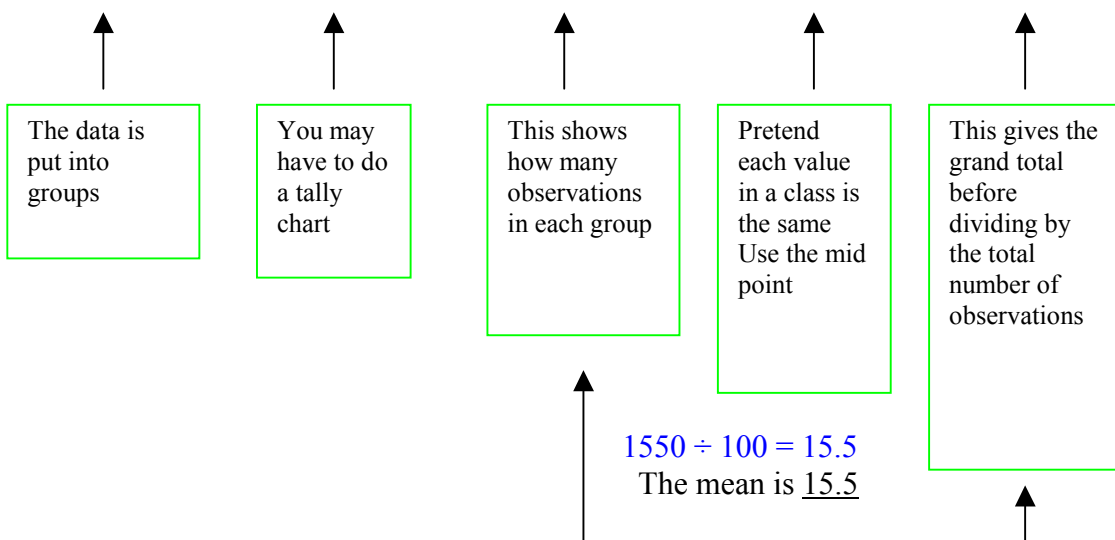 The data is
put into
groups
You may
have to do
a tally
chart
This shows
how many
observations
in each group
Pretend
each value
in a class is
the same
Use the mid
point
This gives the
grand total
before
dividing by
the total
number of
observations
1550 ÷ 100 = 15.5
The mean is 15.5